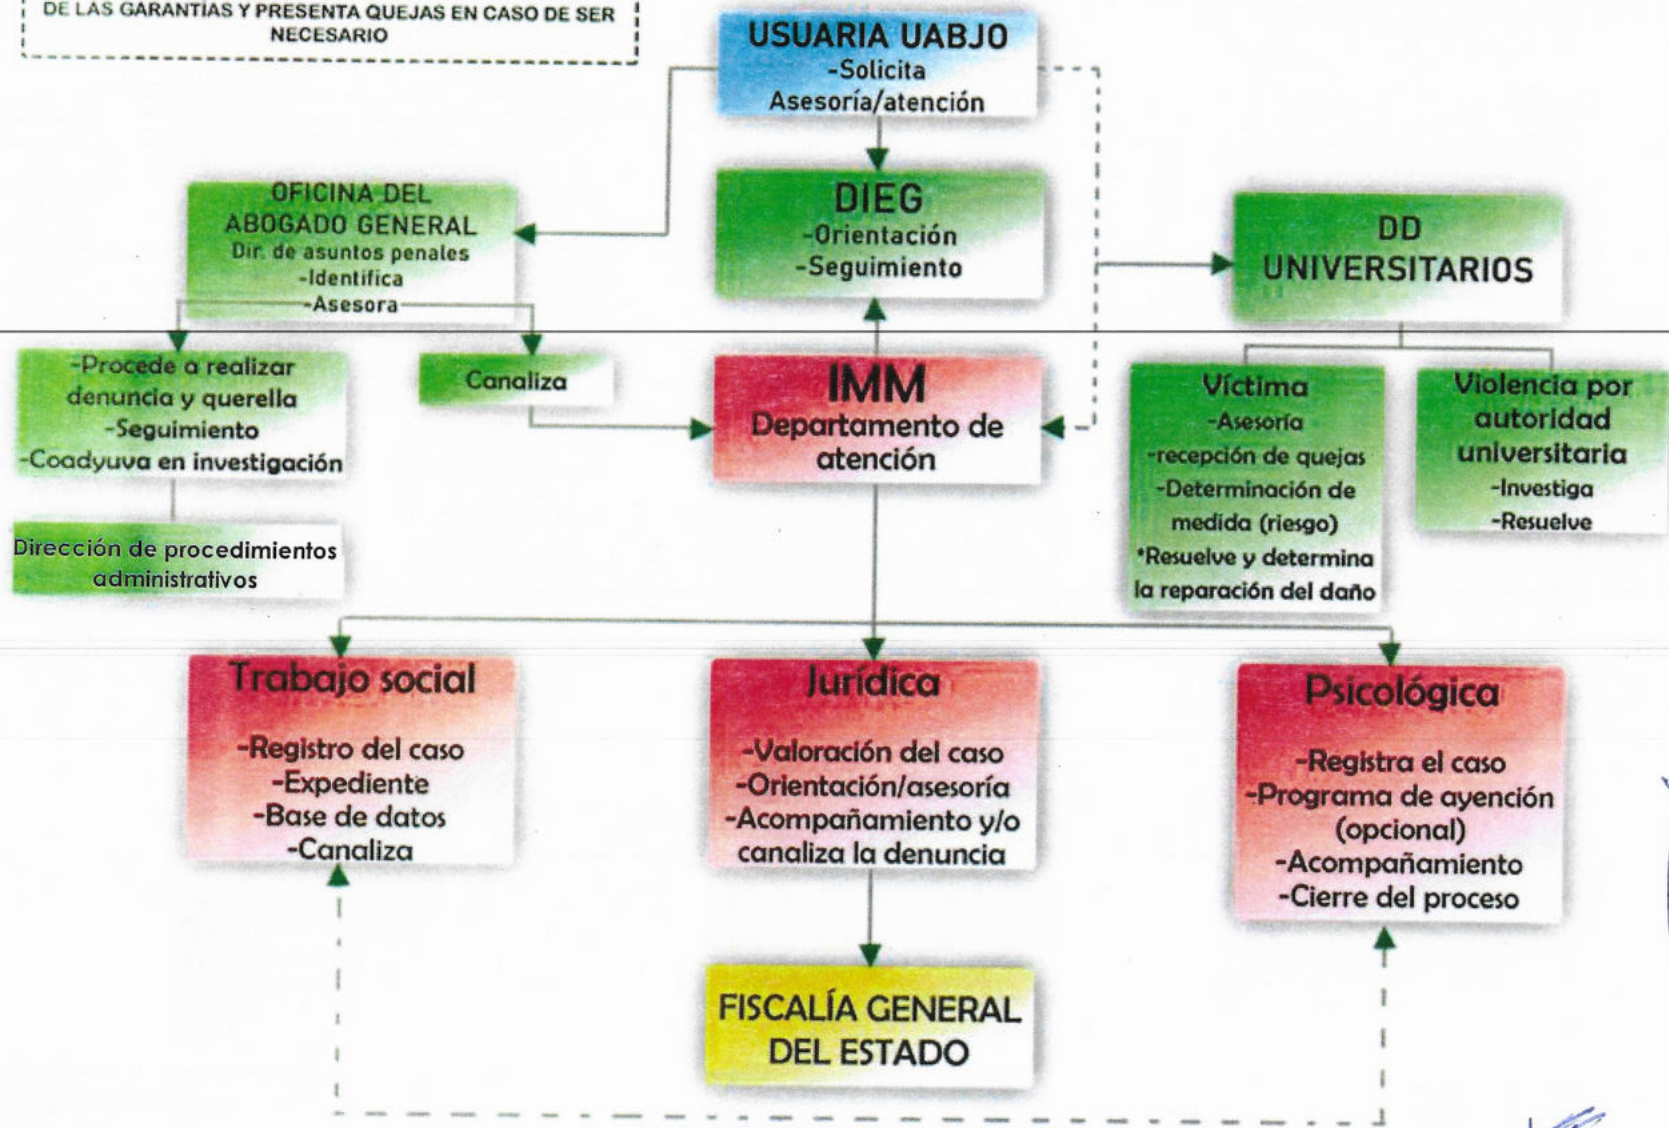 DE LAS GARANTÍAS Y PRESENTA QUEJAS EN CASO DE SER
NECESARIO
USUARIA UABJO
-Solicita
Asesoría/atención
OFICINA DEL
ABOGADO GENERAL
Dir. de asuntos penales
-Identifica
-Asesora
DIEG
-Orientación
-Seguimiento
DD
UNIVERSITARIOS
-Procede a realizar
denuncia y querella
-Seguimiento
-Coadyuva en investigación
Canaliza
IMM
Departamento de
atención
Víctima
-Asesoría
-recepción de quejas
-Determinación de
medida (riesgo)
*Resuelve y determina
la reparación del daño
Violencia por
autoridad
universitaria
-Investiga
-Resuelve
Dirección de procedimientos
administrativos
Trabajo social
-Registro del caso
-Expediente
-Base de datos
-Canaliza
Jurídica
-Valoración del caso
-Orientación/asesoría
-Acompañamiento y/o
canaliza la denuncia
Psicológica
-Registra el caso
-Programa de ayención
(opcional)
-Acompañamiento
-Cierre del proceso
FISCALÍA GENERAL
DEL ESTADO